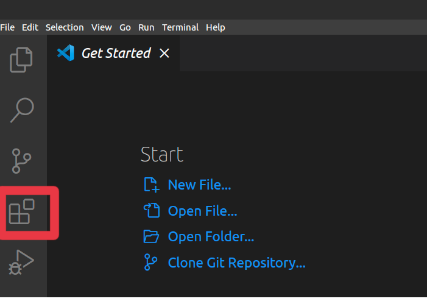 File Edit Selection View Go Run Terminal Help
Get Started
Start
New File...
Open File...
Open Folder...
Clone Git Repository...